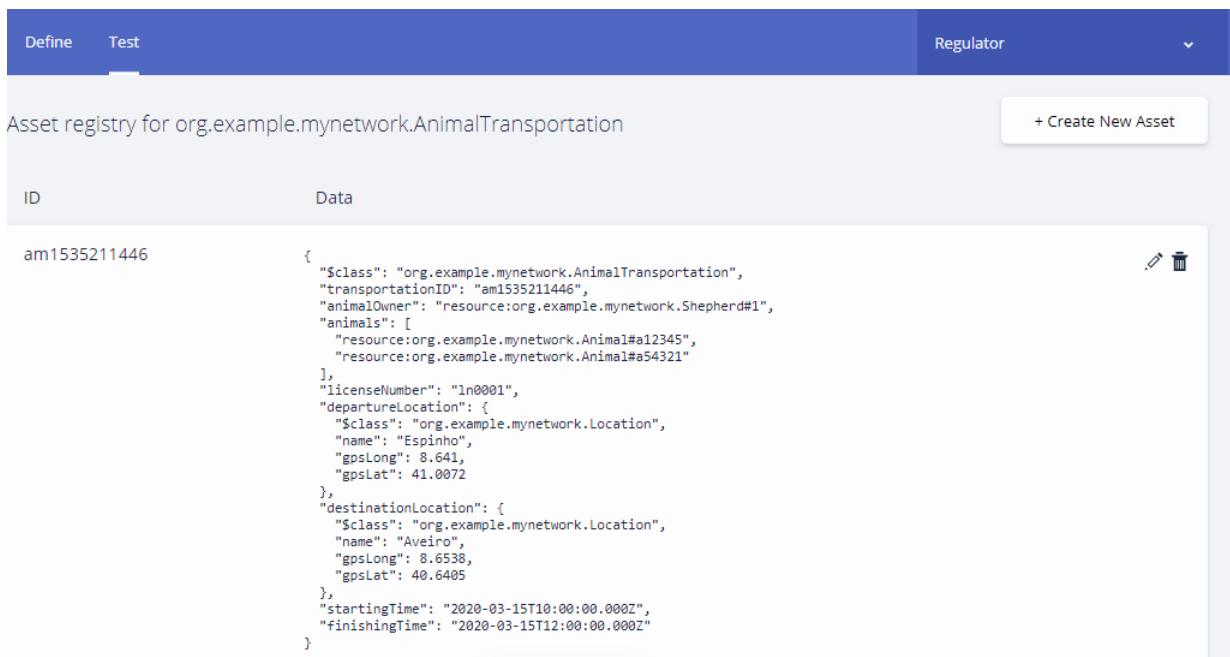 Define Test Regulator
Asset registry for org.example.mynetwork.AnimalTransportation + Create New Asset
ID Data
am1535211446
{
"$class": "org.example.mynetwork.AnimalTransportation",
"transportationID": "am1535211446",
"animalOwner": "resource:org.example.mynetwork.Shepherd#1",
"animals": [
"resource:org.example.mynetwork.Animal#a12345",
"resource:org.example.mynetwork.Animal#a54321"
],
"licenseNumber": "ln0001",
"departureLocation": {
"$class": "org.example.mynetwork.Location",
"name": "Espinho",
"gpsLong": 8.641,
"gpsLat": 41.0072
},
"destinationLocation": {
"$class": "org.example.mynetwork.Location",
"name": "Aveiro",
"gpsLong": 8.6538,
"gpsLat": 40.6405
},
"startingTime": "2020-03-15T10:00:00.000Z",
"finishingTime": "2020-03-15T12:00:00.000Z"
}